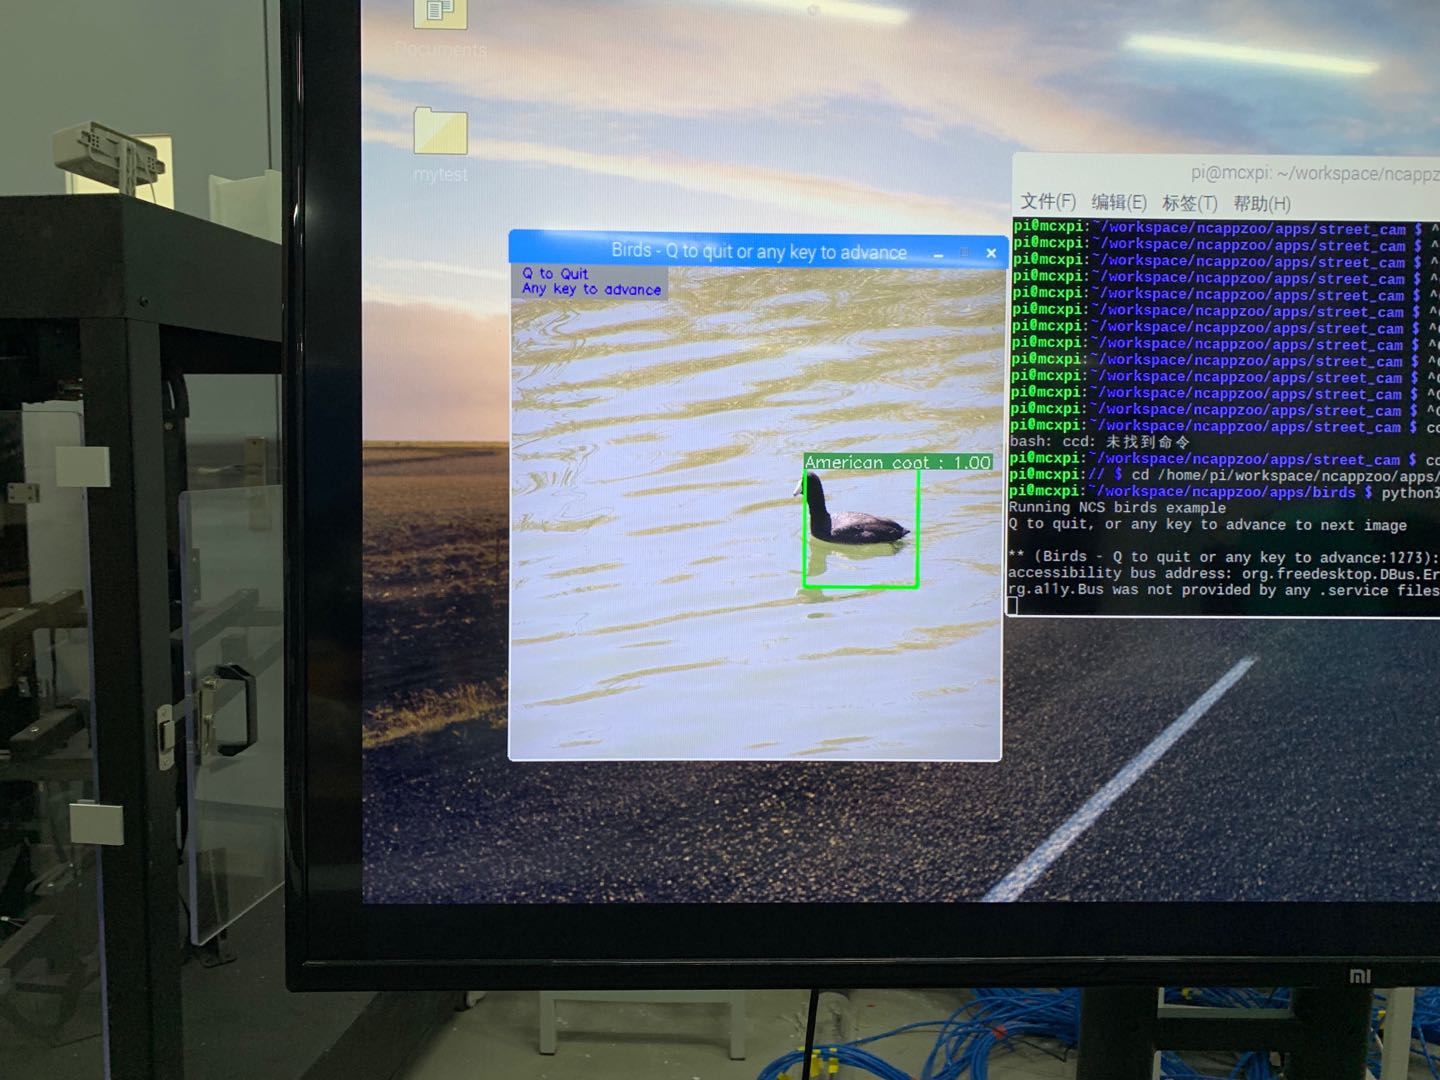 Documents
mytest
Birds - Q to quit or any key to advance
Q to Quit
Any key to advance
American coot : 1.00
pi@mcxpi: ~/workspace/ncappz
文件(F) 编辑(E) 标签(T) 帮助(H)
pi@mcxpi:~/workspace/ncappzoo/apps/street_cam $ ^
pi@mcxpi:~/workspace/ncappzoo/apps/street_cam $ ^
pi@mcxpi:~/workspace/ncappzoo/apps/street_cam $ ^
pi@mcxpi:~/workspace/ncappzoo/apps/street_cam $ ^
pi@mcxpi:~/workspace/ncappzoo/apps/street_cam $ ^
pi@mcxpi:~/workspace/ncappzoo/apps/street_cam $ ^
pi@mcxpi:~/workspace/ncappzoo/apps/street_cam $ ^
pi@mcxpi:~/workspace/ncappzoo/apps/street_cam $ ^
pi@mcxpi:~/workspace/ncappzoo/apps/street_cam $ ^
pi@mcxpi:~/workspace/ncappzoo/apps/street_cam $ ^
pi@mcxpi:~/workspace/ncappzoo/apps/street_cam $ ^
pi@mcxpi:~/workspace/ncappzoo/apps/street_cam $ ^
pi@mcxpi:~/workspace/ncappzoo/apps/street_cam $ cc
bash: ccd: 未找到命令
pi@mcxpi:~/workspace/ncappzoo/apps/street_cam $ cd
pi@mcxpi:// $ cd /home/pi/workspace/ncappzoo/apps/
pi@mcxpi:~/workspace/ncappzoo/apps/birds $ python3
Running NCS birds example
Q to quit, or any key to advance to next image
** (Birds - Q to quit or any key to advance:1273):
accessibility bus address: org.freedesktop.DBus.Er
rg.a11y.Bus was not provided by any .service files
mi